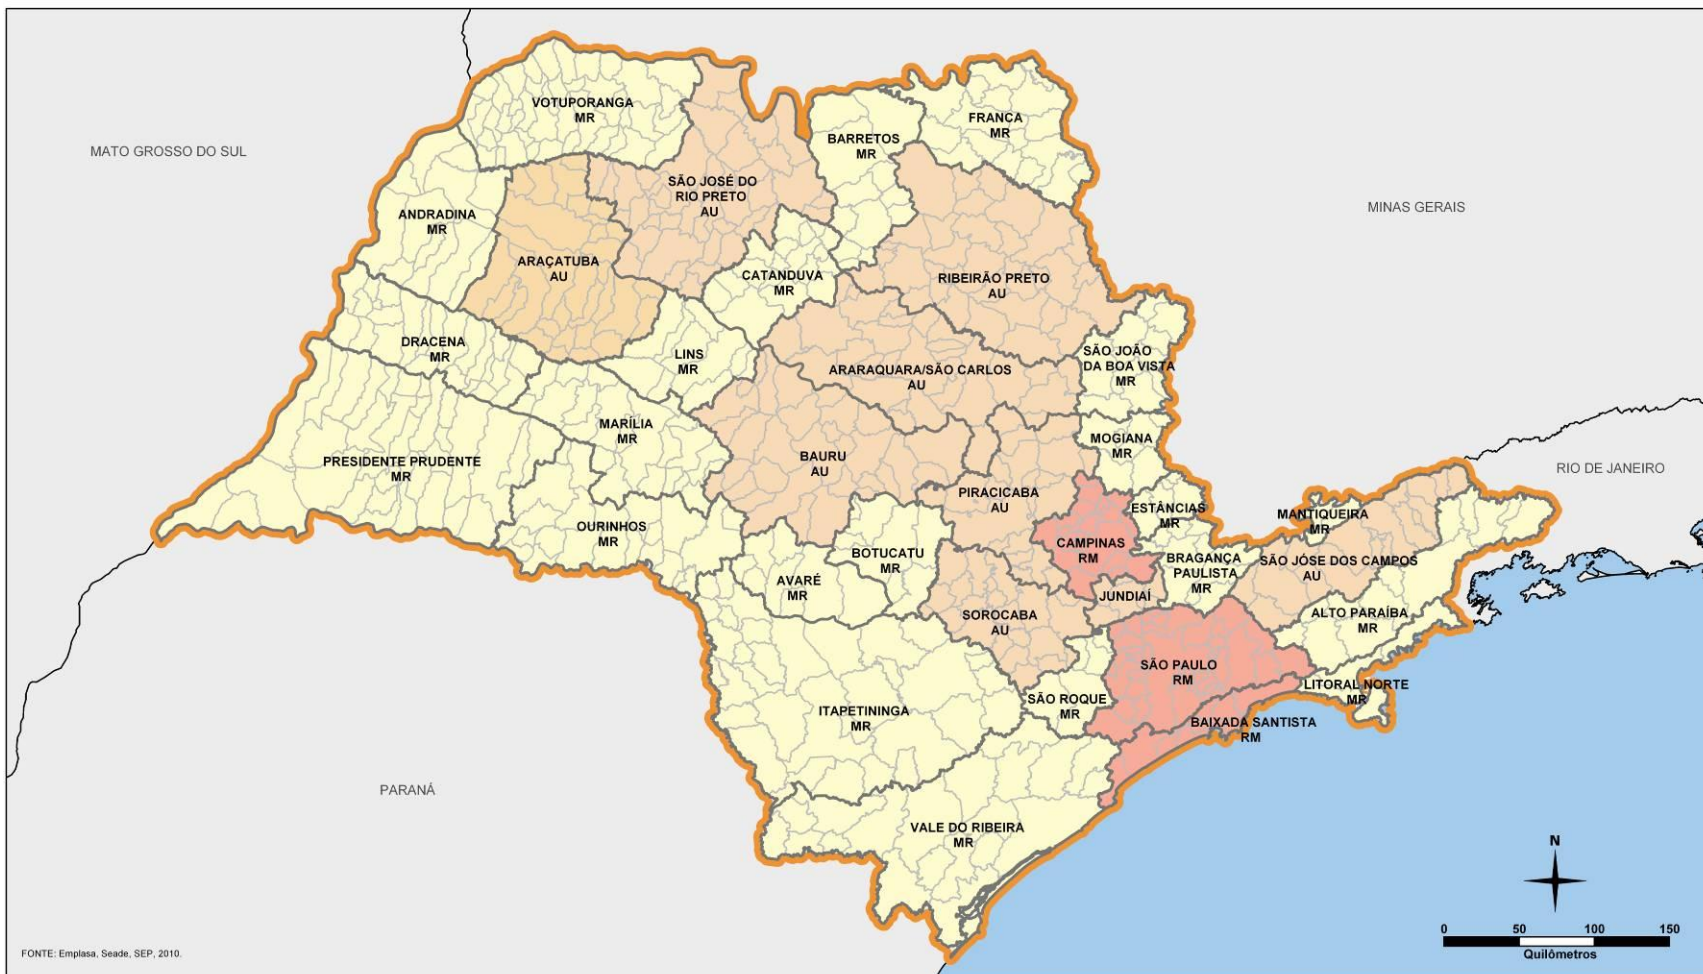 VOTUPORANGA
MR
FRANCA
MR
BARRETOS
MR
MATO GROSSO DO SUL
SÃO JOSÉ DO
RIO PRETO
AU
MINAS GERAIS
ANDRADINA
MR
ARAÇATUBA
AU
CATANDUVA
MR
RIBEIRÃO PRETO
AU
DRACENA
MR
LINS
MR
SÃO JOÃO
DA BOA VISTA
MR
ARARAQUARA/SÃO CARLOS
AU
MARÍLIA
MR
MOGIANA
MR
PRESIDENTE PRUDENTE
MR
BAURU
AU
RIO DE JANEIRO
PIRACICABA
AU
ESTÂNCIAS
MR
MANTIQUEIRA
MR
OURINHOS
MR
CAMPINAS
RM
BOTUCATU
MR
BRAGANÇA
PAULISTA
MR
SÃO JÓSE DOS CAMPOS
AU
AVARÉ
MR
JUNDIAÍ
SOROCABA
AU
ALTO PARAÍBA
MR
SÃO PAULO
RM
LITORAL NORTE
MR
SÃO ROQUE
MR
ITAPETININGA
MR
BAIXADA SANTISTA
RM
PARANÁ
VALE DO RIBEIRA
MR
N
0 50 100 150
Quilômetros
FONTE: Emplasa, Seade, SEP, 2010.